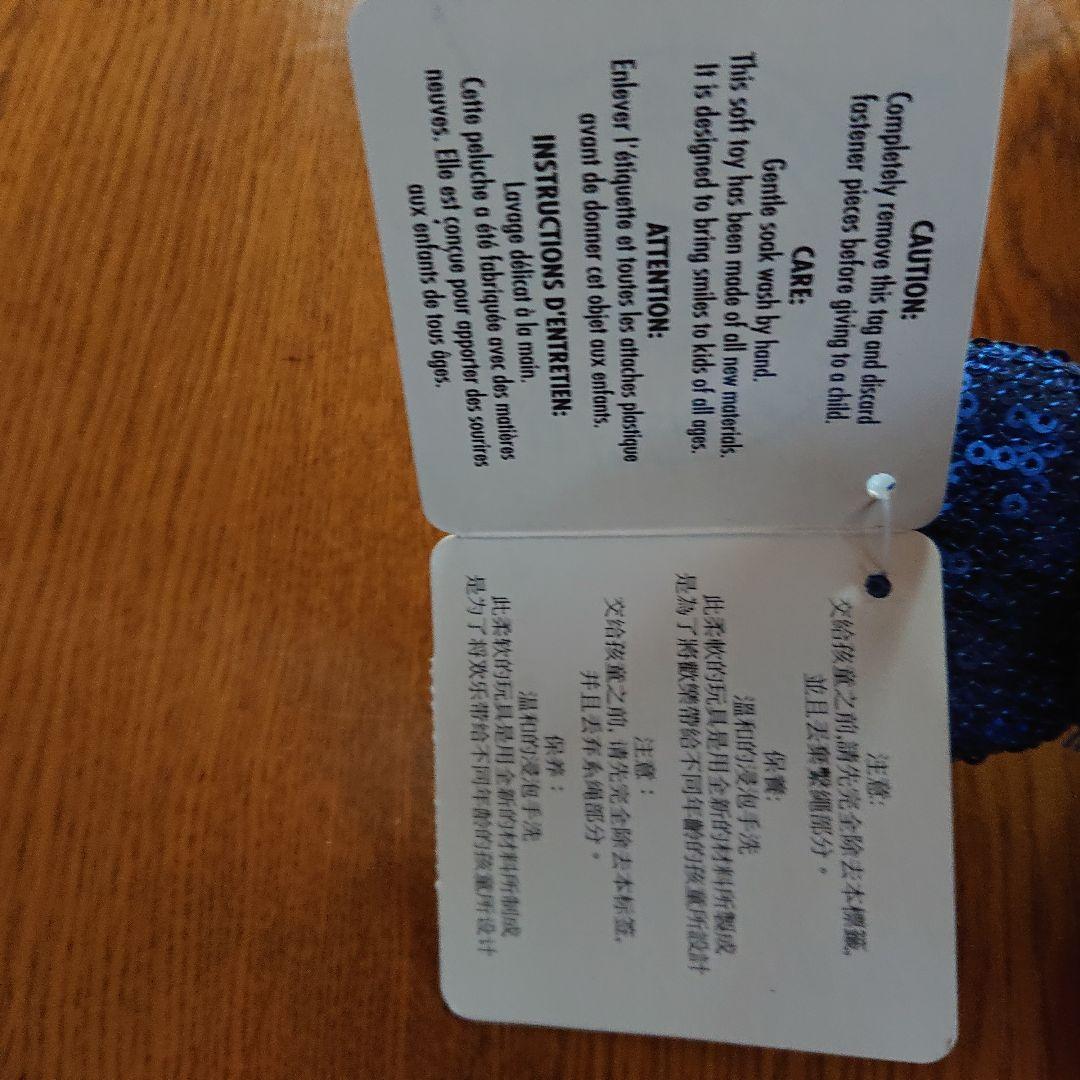 CAUTION:
Completely remove this tag and discard
fastener pieces before giving to a child.
CARE:
Gentle soak wash by hand.
This soft toy has been made of all new materials.
It is designed to bring smiles to kids of all ages.
ATTENTION:
Enlever l'étiquette et toutes les attaches plastique
avant de donner cet objet aux enfants.
INSTRUCTIONS D'ENTRETIEN:
Lavage délicat à la main.
Cette peluche a été fabriquée avec des matières
neuves. Elle est conçue pour apporter des sourires
aux enfants de tous âges.
注意:
交給孩童之前,請先完全除去本標籤,
並且丟棄繫繩部分。
保養:
溫和的浸泡手洗
此柔軟的玩具是用全新的材料所製成
是為了將歡樂帶給不同年齡的孩童所設計
注意：
交给孩童之前, 请先完全除去本标签,
并且丢弃系绳部分。
保养：
温和的浸泡手洗
此柔软的玩具是用全新的材料所制成
是为了将欢乐带给不同年龄的孩童所设计